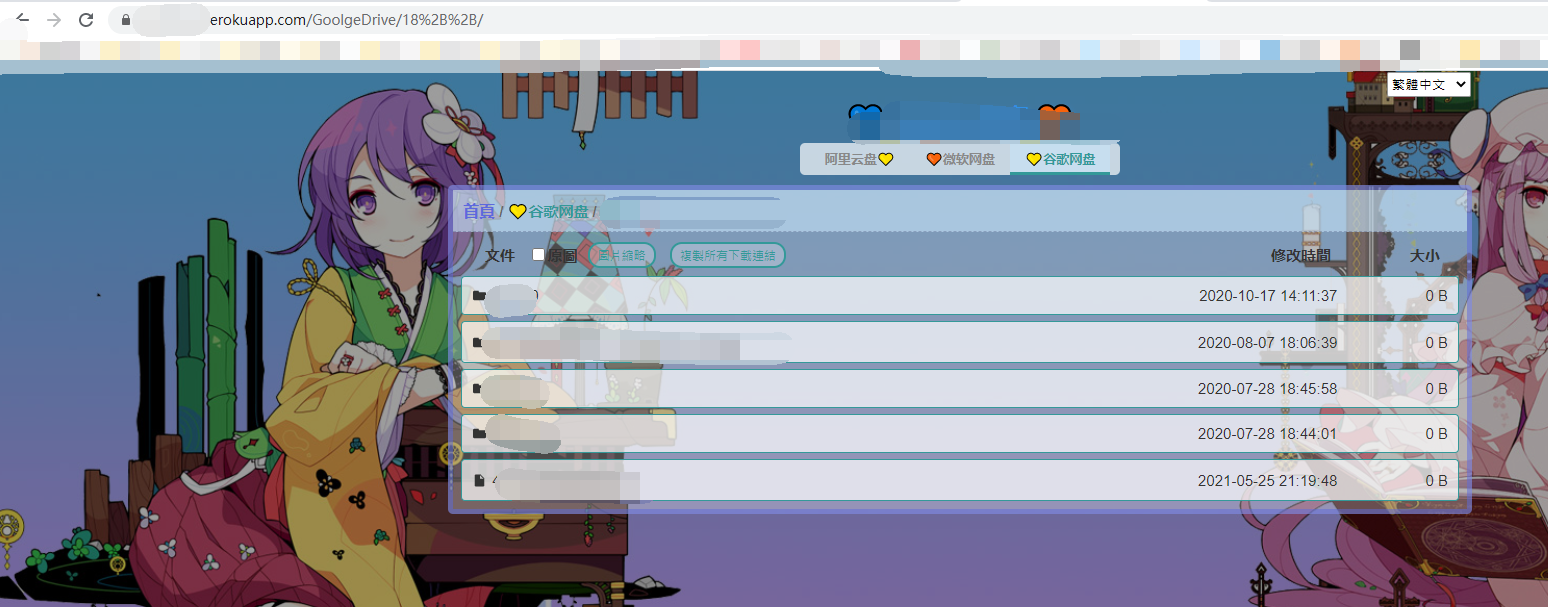 erokuapp.com/GoolgeDrive/18%2B%2B/
繁體中文
阿里云盘 微软网盘 谷歌网盘
首頁 / 谷歌网盘 /
文件 原圖 圖片缩略 複製所有下載連結 修改時間 大小
2020-10-17 14:11:37 0 B
2020-08-07 18:06:39 0 B
2020-07-28 18:45:58 0 B
2020-07-28 18:44:01 0 B
2021-05-25 21:19:48 0 B